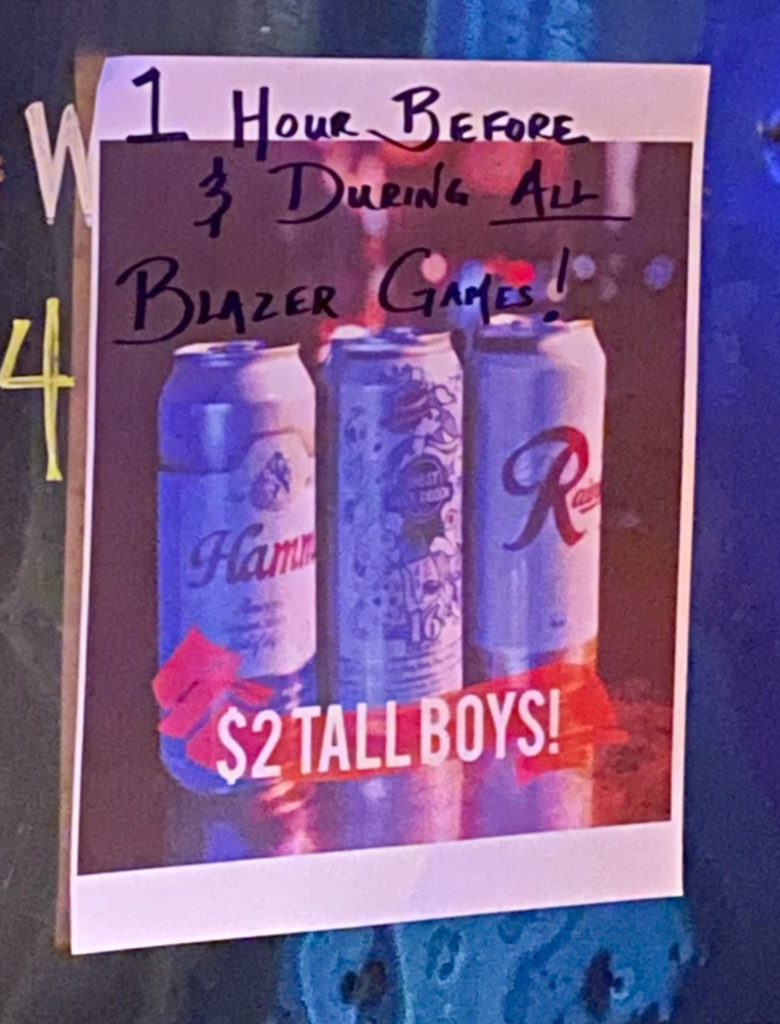 1 HOUR BEFORE
& DURING ALL
BLAZER GAMES!
W
4
Hamm
16
R
$2 TALL BOYS!